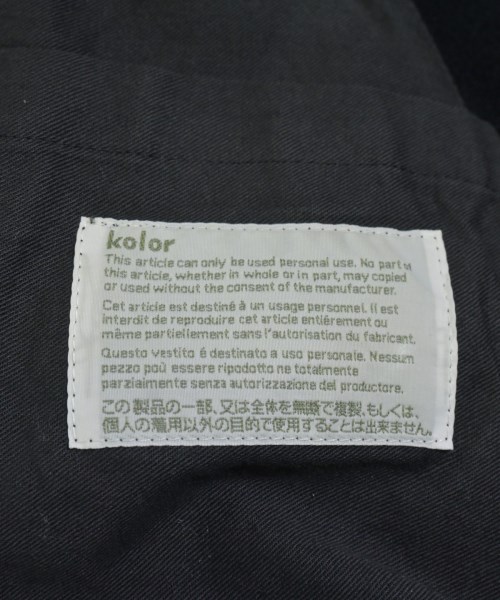 kolor
This article can only be used personal use. No part of
this article, whether in whole or in part, may copied
or used without the consent of the manufacturer.
Cet article est destiné à un usage personnel. Il est
interdit de reproduire cet article entiérement ou
même partiellement sans l'autorisation du fabricant.
Questo vestito é destinato a uso personale. Nessum
pezzo può essere ripodotto ne totalmente
parzialmente senza autorizzazione del produttore.
この製品の一部、又は全体を無断で複製、もしくは、
個人の着用以外の目的で使用することは出来ません。